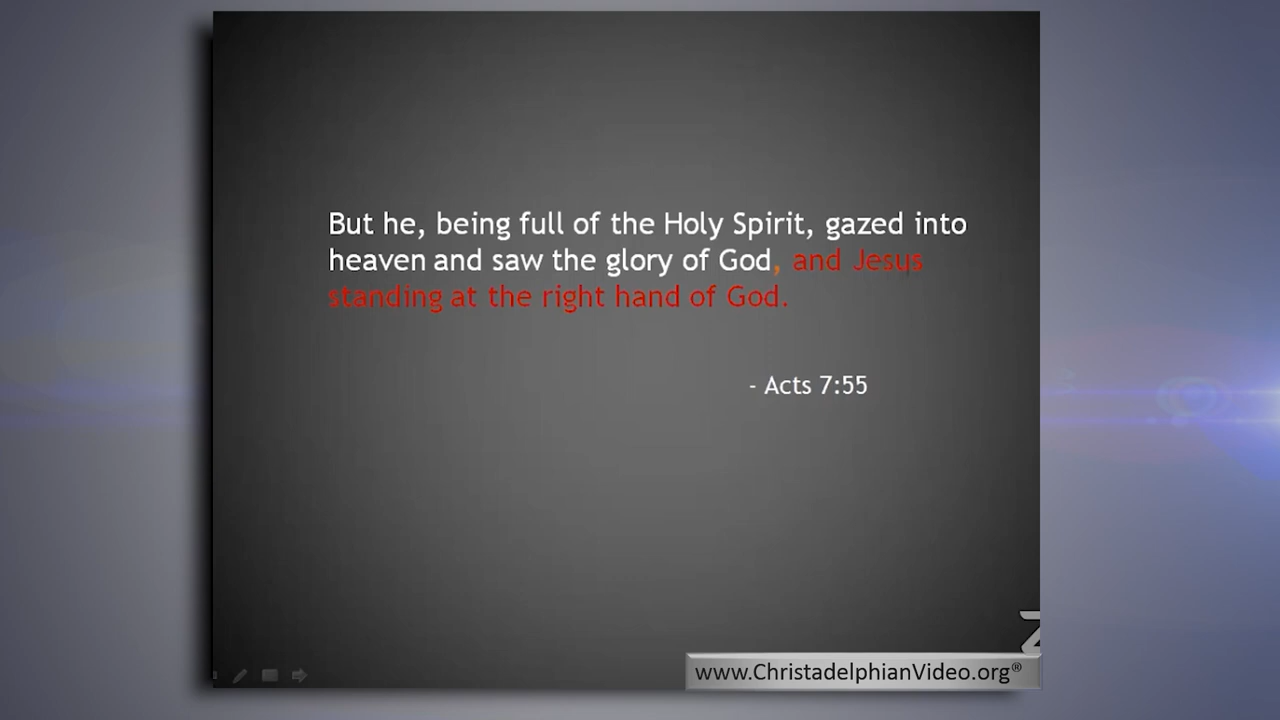 But he, being full of the Holy Spirit, gazed into
heaven and saw the glory of God, and Jesus
standing at the right hand of God.
- Acts 7:55
www.ChristadelphianVideo.org®